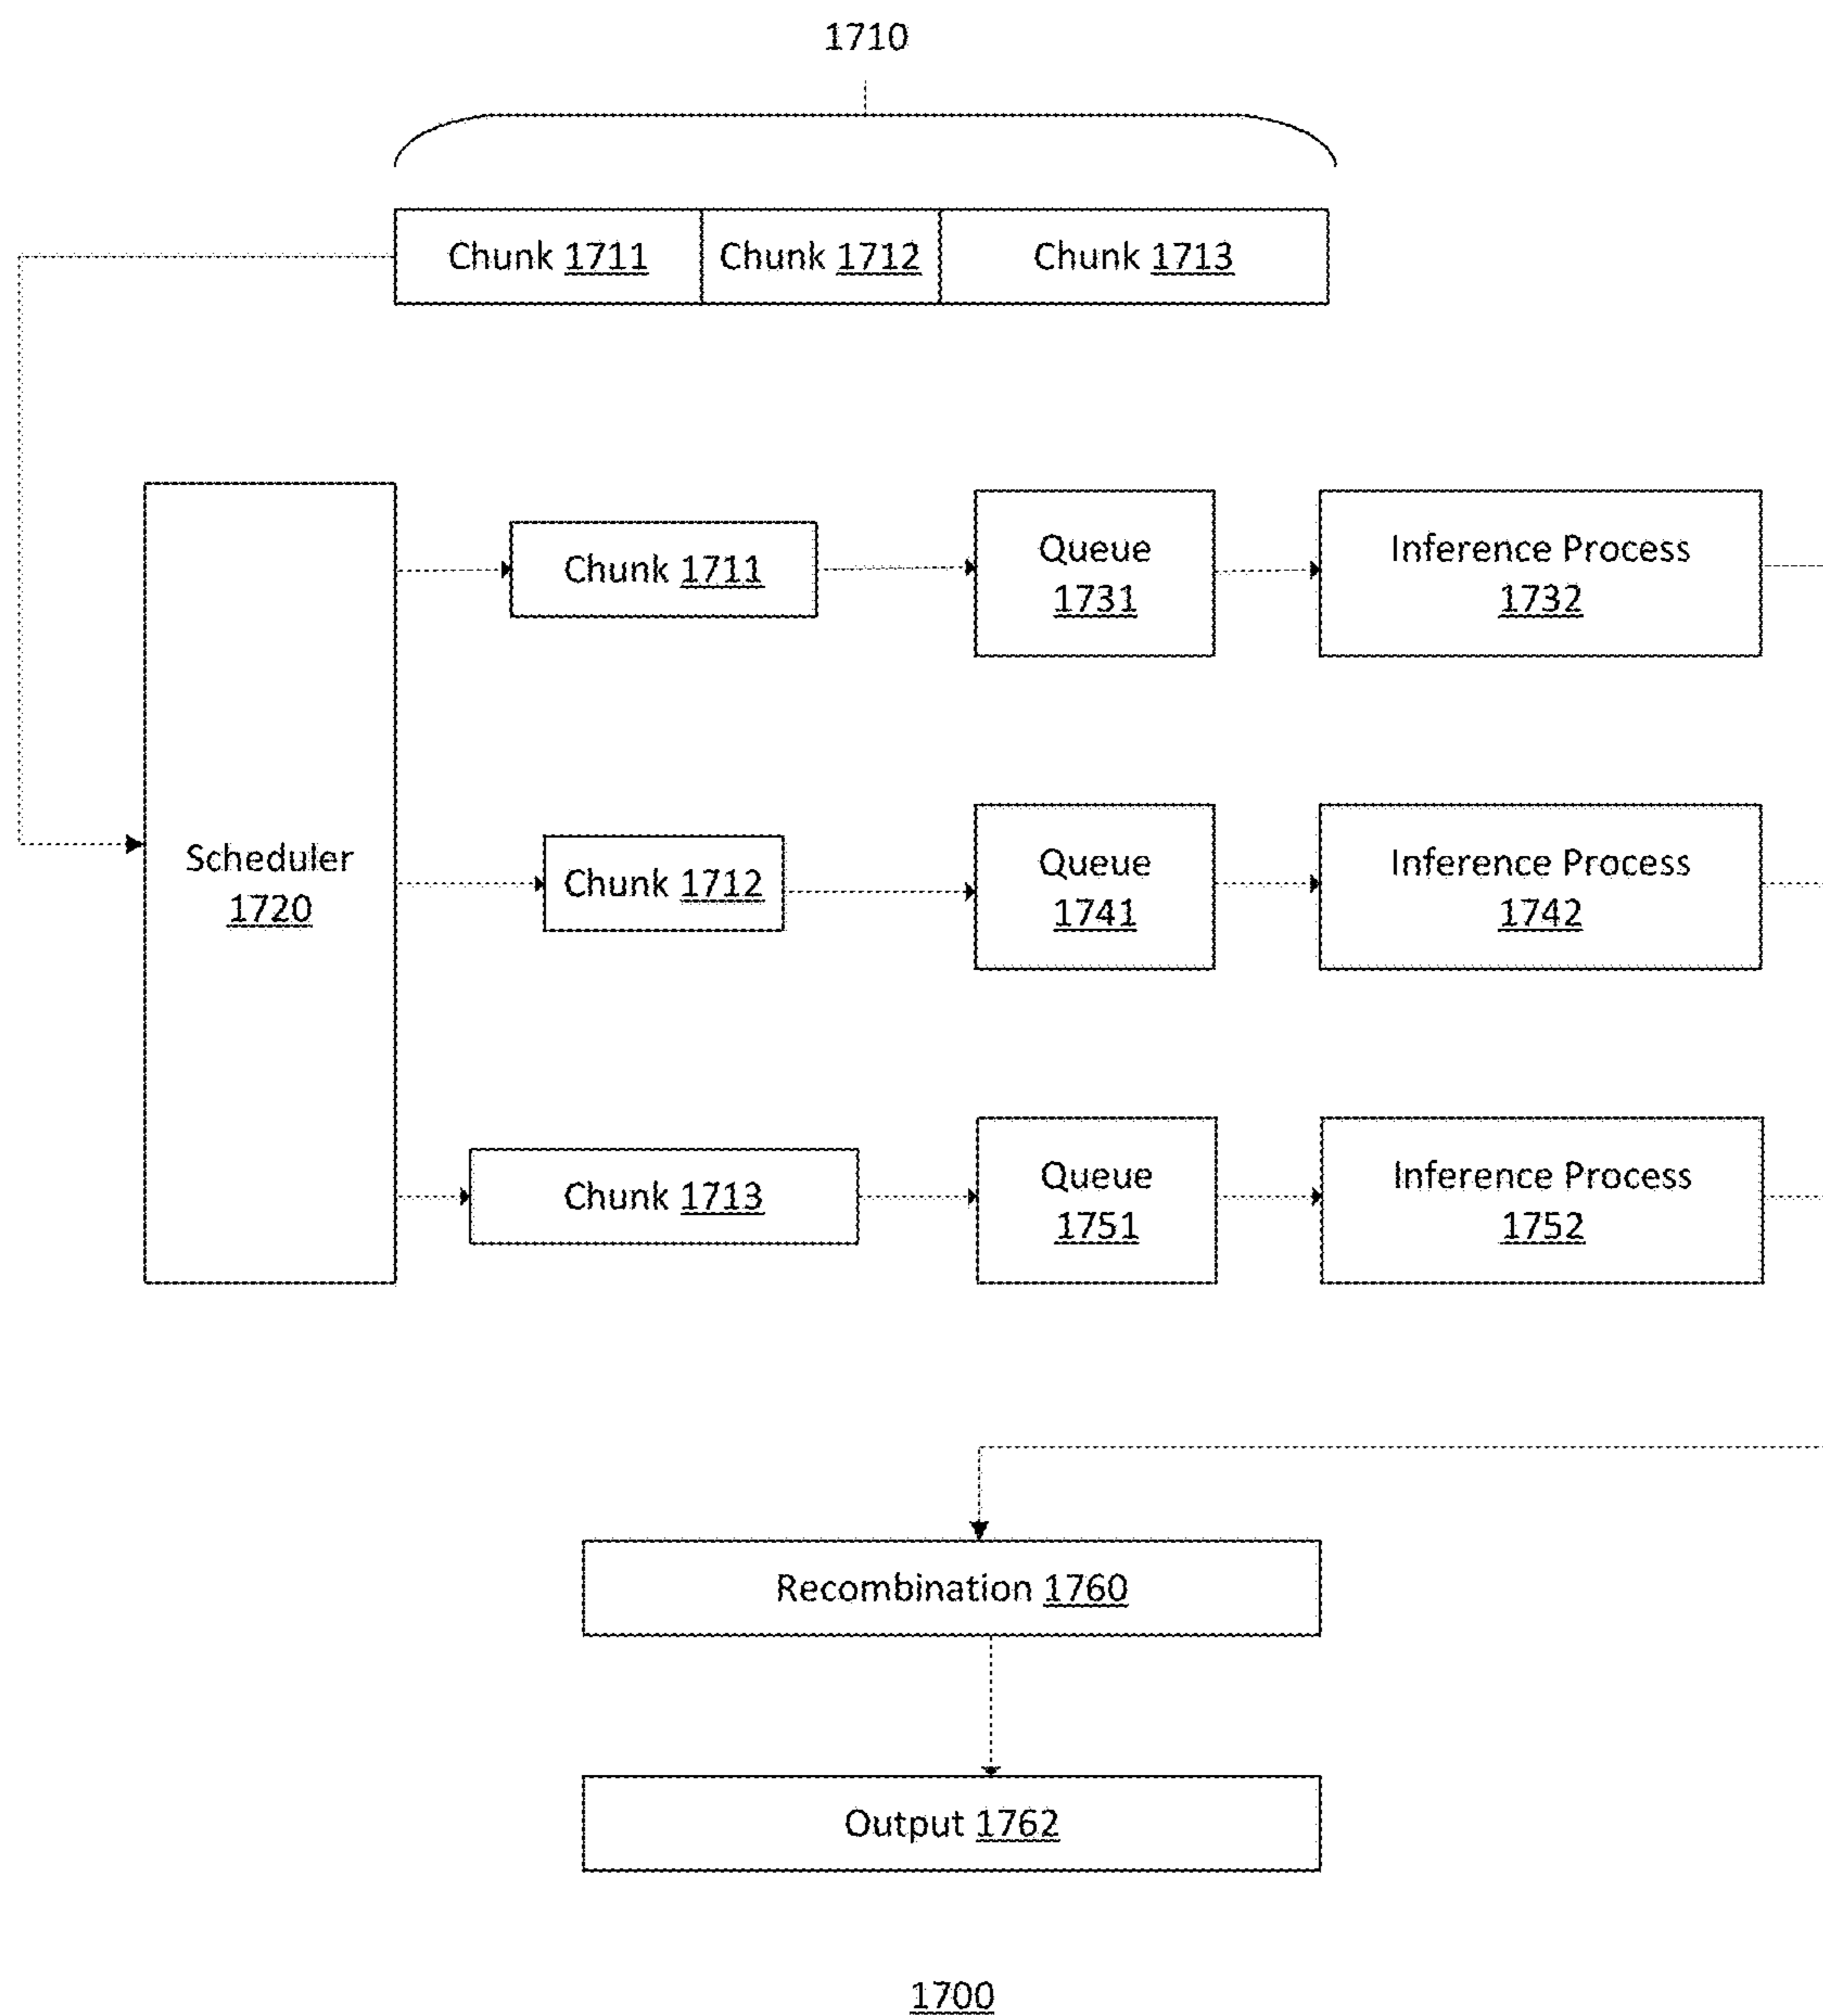 1710
Chunk 1711 Chunk 1712 Chunk 1713
Scheduler
1720
Chunk 1711
Queue
1731
Inference Process
1732
Chunk 1712
Queue
1741
Inference Process
1742
Chunk 1713
Queue
1751
Inference Process
1752
Recombination 1760
Output 1762
1700